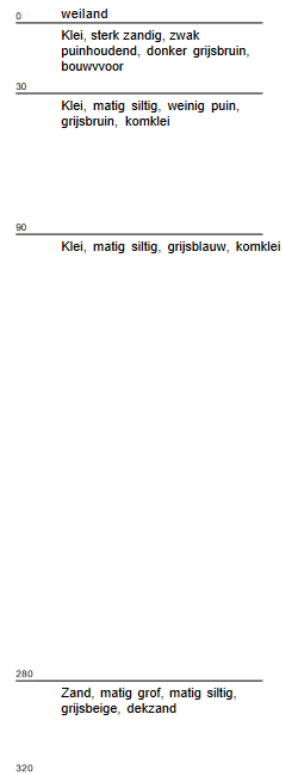 0 weiland
Klei, sterk zandig, zwak
puinhoudend, donker grijsbruin,
bouwvvoor
30
Klei, matig siltig, weinig puin,
grijsbruin, komklei
90
Klei, matig siltig, grijsblauw, komklei
280
Zand, matig grof, matig siltig,
grijsbeige, dekzand
320